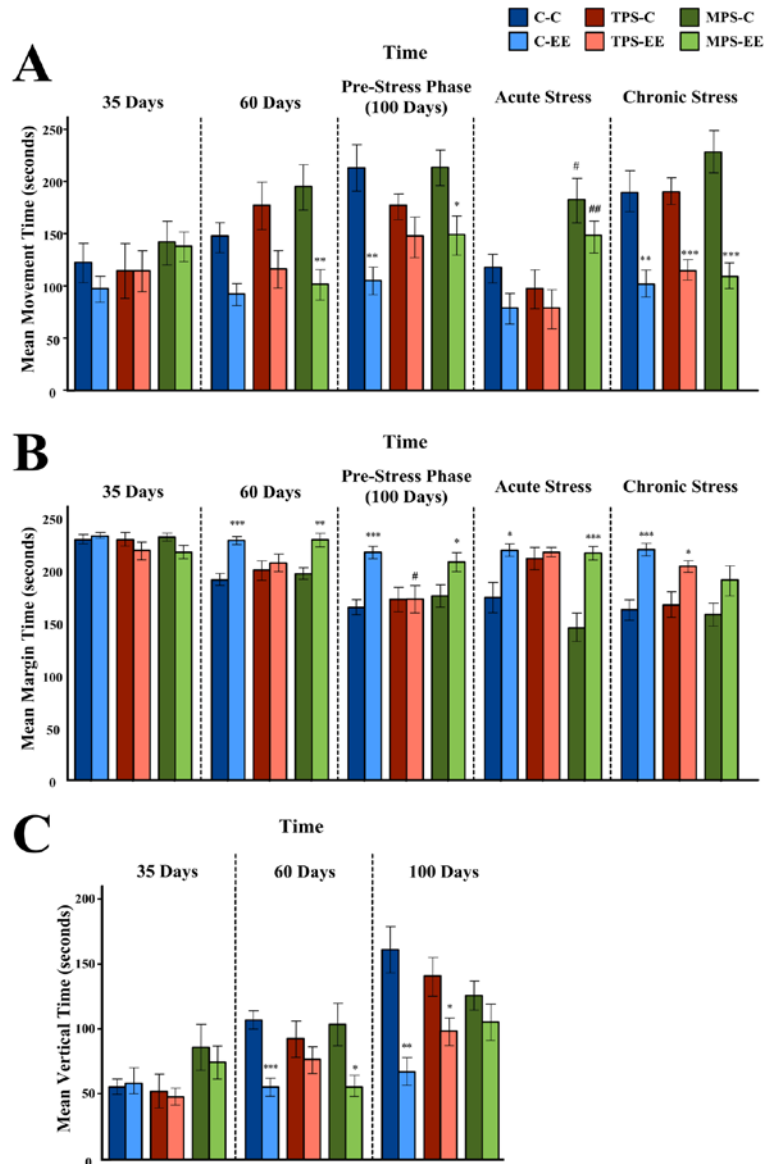 C-C TPS-C MPS-C
C-EE TPS-EE MPS-EE
A
Time
35 Days 60 Days Pre-Stress Phase (100 Days) Acute Stress Chronic Stress
Mean Movement Time (seconds)
250
200
150
100
50
0
** ** * # ## ** *** ***
B
Time
35 Days 60 Days Pre-Stress Phase (100 Days) Acute Stress Chronic Stress
Mean Margin Time (seconds)
250
200
150
100
50
0
*** ** *** # * * *** *** *
C
Time
35 Days 60 Days 100 Days
Mean Vertical Time (seconds)
200
150
100
50
0
*** * ** *